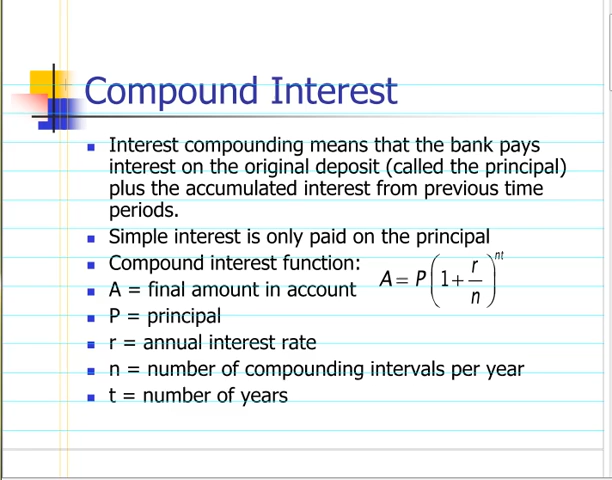 Compound Interest
Interest compounding means that the bank pays
interest on the original deposit (called the principal)
plus the accumulated interest from previous time
periods.
Simple interest is only paid on the principal
Compound interest function: A = P(1 + r/n)^nt
A = final amount in account
P = principal
r = annual interest rate
n = number of compounding intervals per year
t = number of years